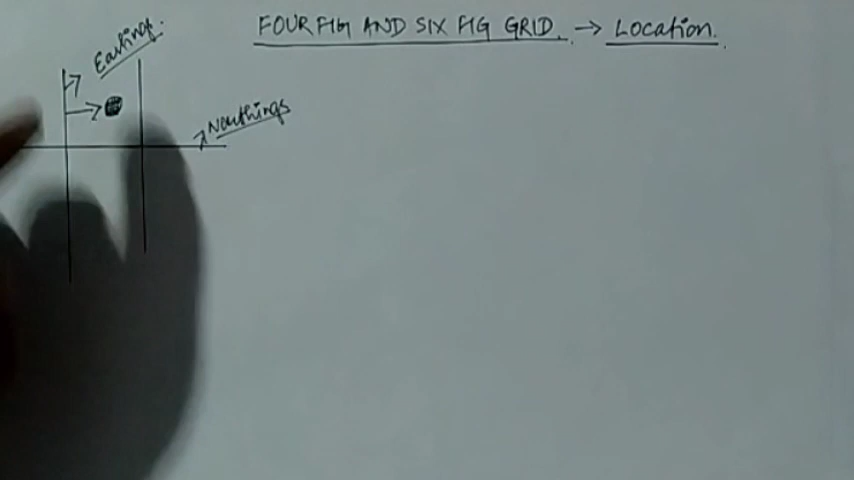 FOUR FIG AND SIX FIG GRID. → Location.
Eastings.
Northings